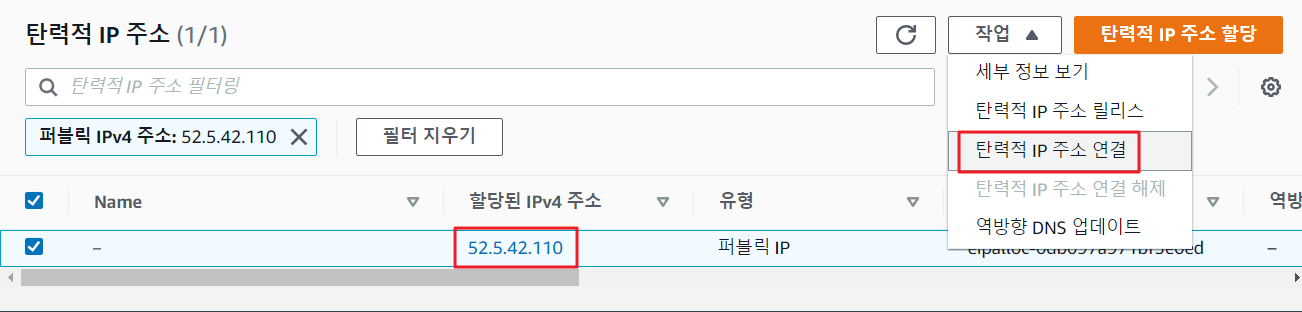 탄력적 IP 주소 (1/1)
작업 ▲
탄력적 IP 주소 할당
탄력적 IP 주소 필터링
세부 정보 보기
탄력적 IP 주소 릴리스
탄력적 IP 주소 연결
탄력적 IP 주소 연결 해제
역방향 DNS 업데이트
퍼블릭 IPv4 주소: 52.5.42.110
필터 지우기
Name
할당된 IPv4 주소
유형
역방
–
52.5.42.110
퍼블릭 IP
–